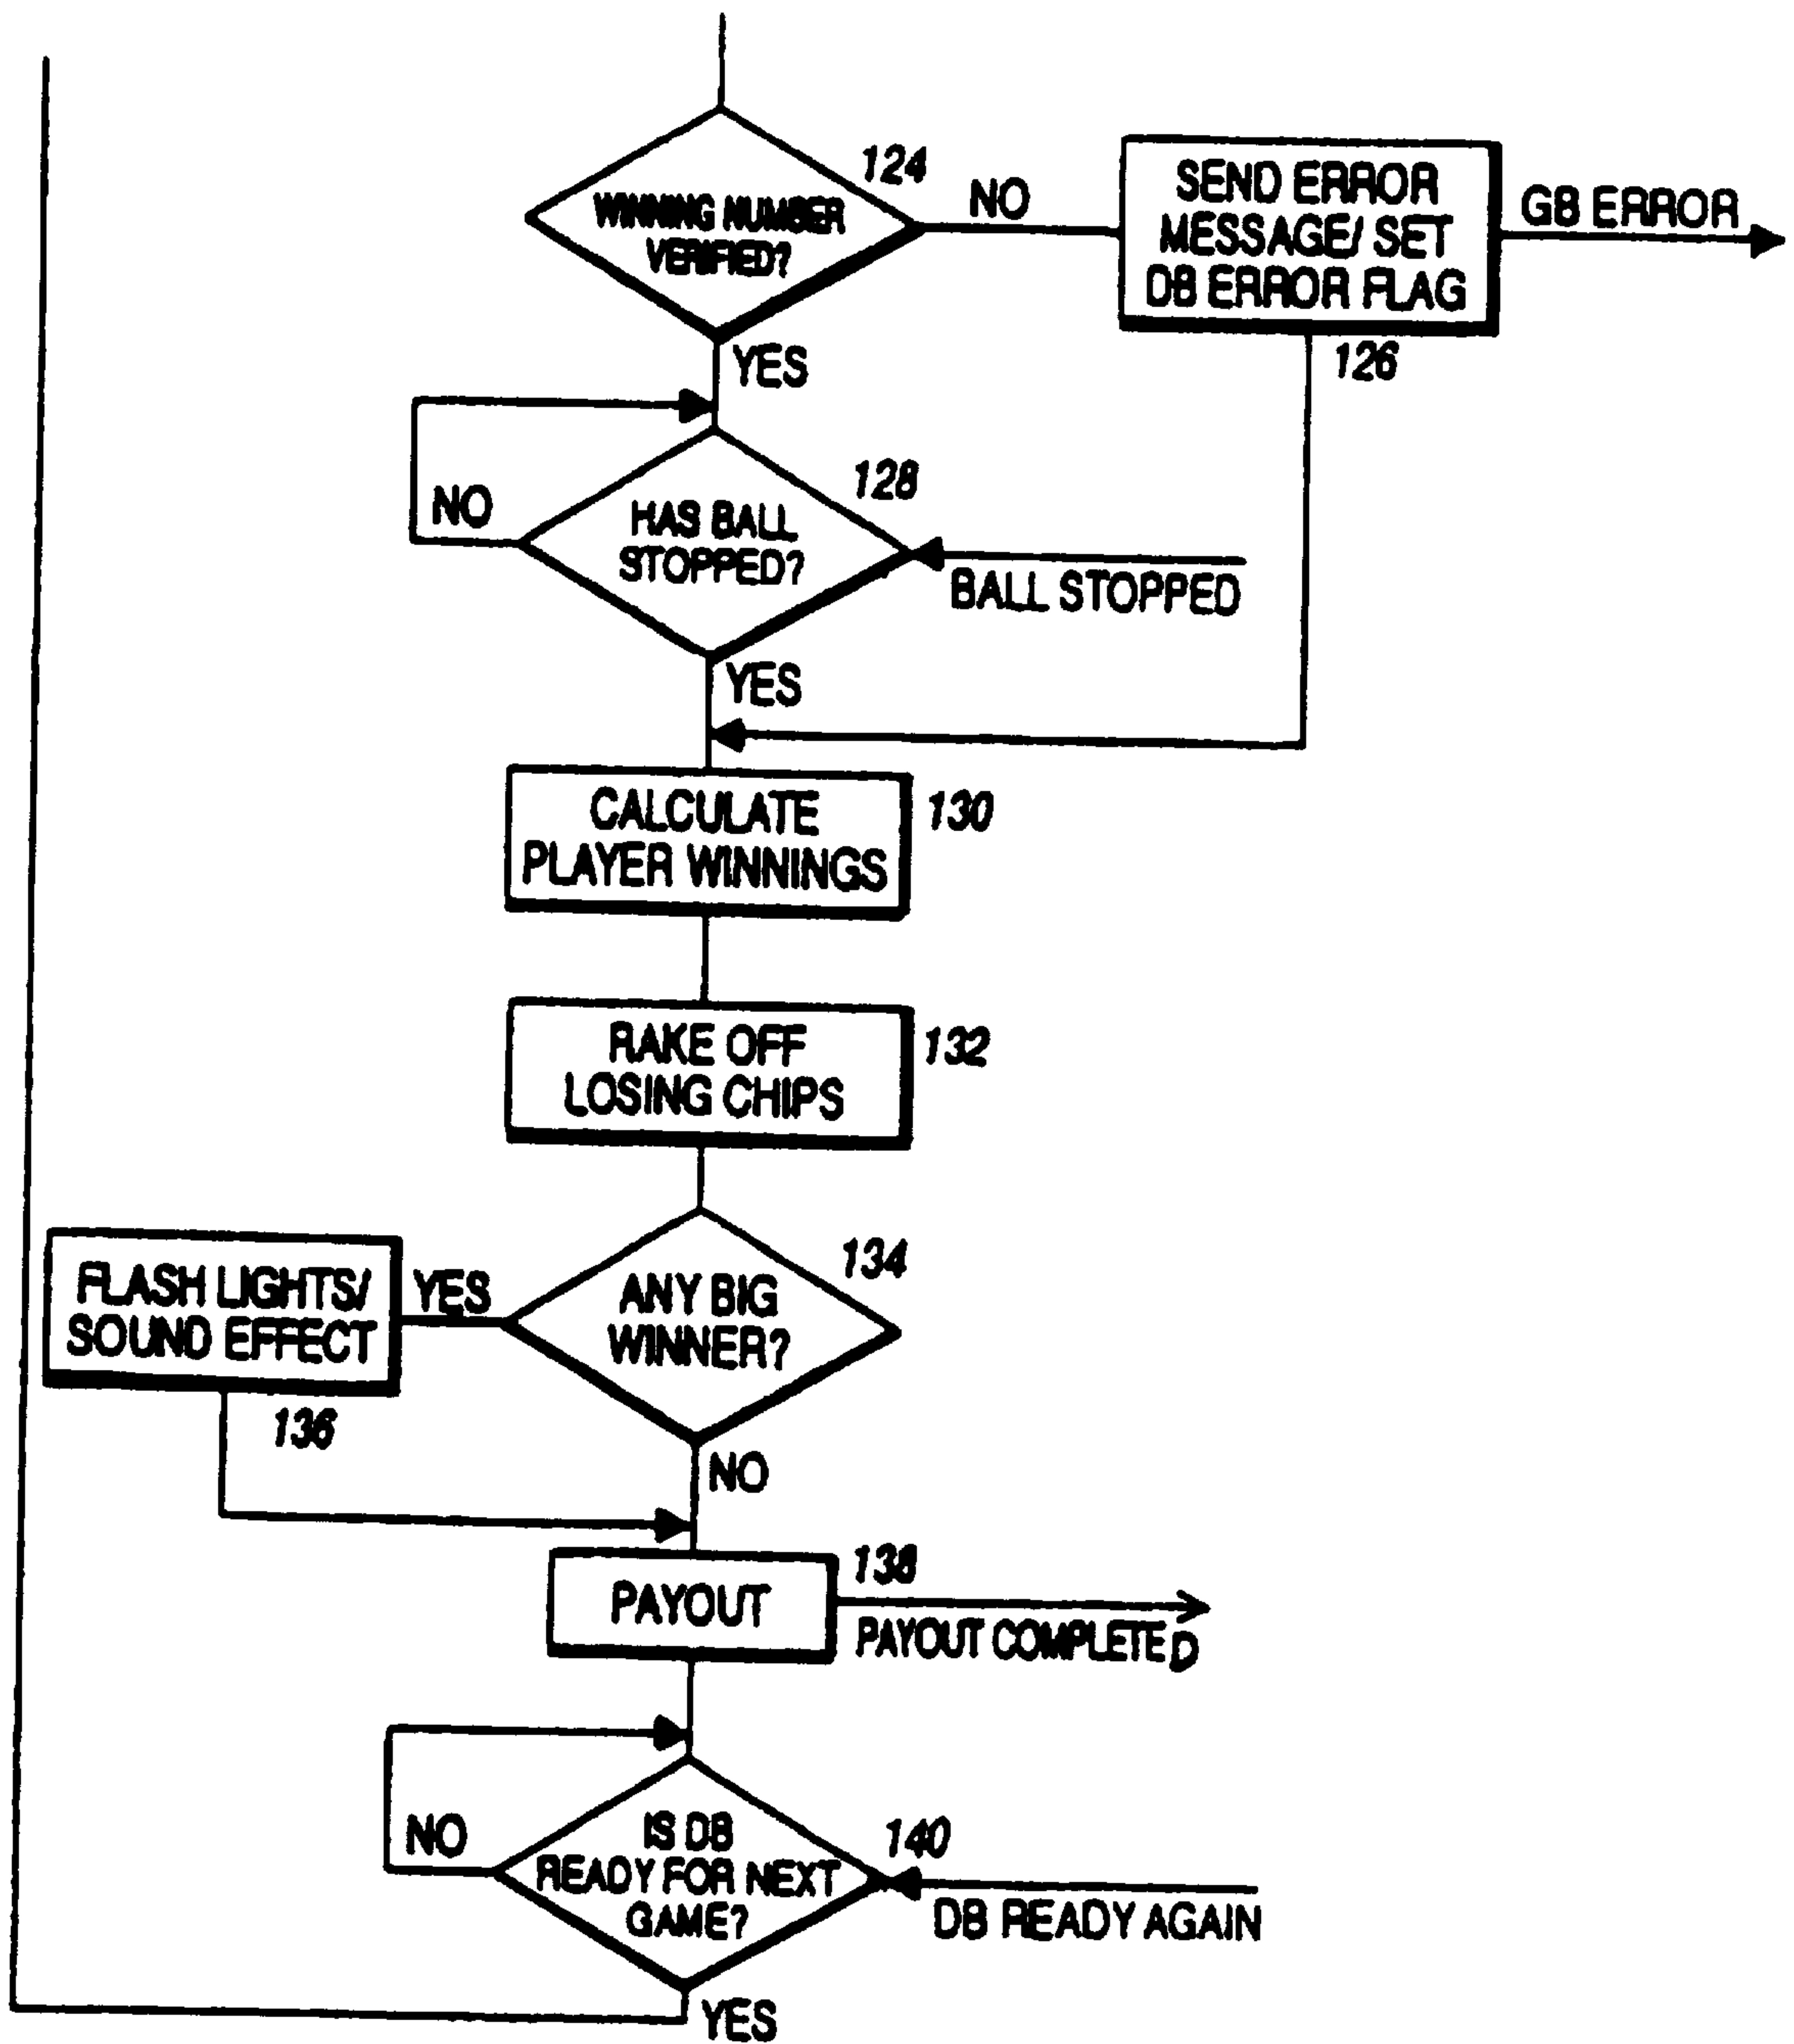 124
WINNING NUMBER
VERIFIED?
NO
SEND ERROR
MESSAGE/ SET
DB ERROR FLAG
GB ERROR
126
YES
128
NO
HAS BALL
STOPPED?
BALL STOPPED
YES
CALCULATE
PLAYER WINNINGS
130
RAKE OFF
LOSING CHIPS
132
134
FLASH LIGHTS/
SOUND EFFECT
YES
ANY BIG
WINNER?
136
NO
138
PAYOUT
PAYOUT COMPLETED
140
NO
IS DB
READY FOR NEXT
GAME?
DB READY AGAIN
YES